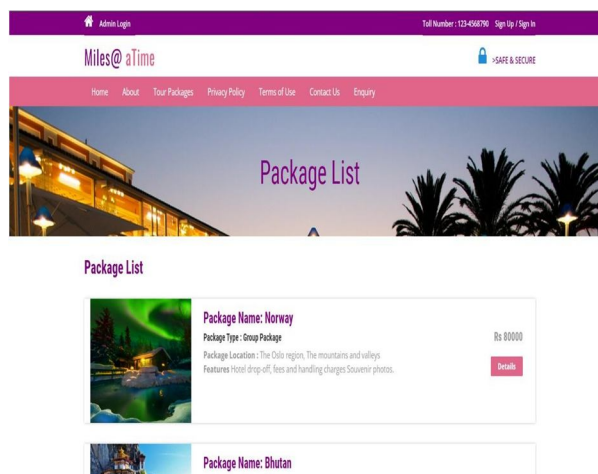 Admin Login
Toll Number : 123-4568790 Sign Up / Sign In
Miles@ aTime
>SAFE & SECURE
Home About Tour Packages Privacy Policy Terms of Use Contact Us Enquiry
Package List
Package List
Package Name: Norway
Package Type : Group Package
Rs 80000
Package Location : The Oslo region, The mountains and valleys
Features Hotel drop-off, fees and handling charges Souvenir photos.
Details
Package Name: Bhutan